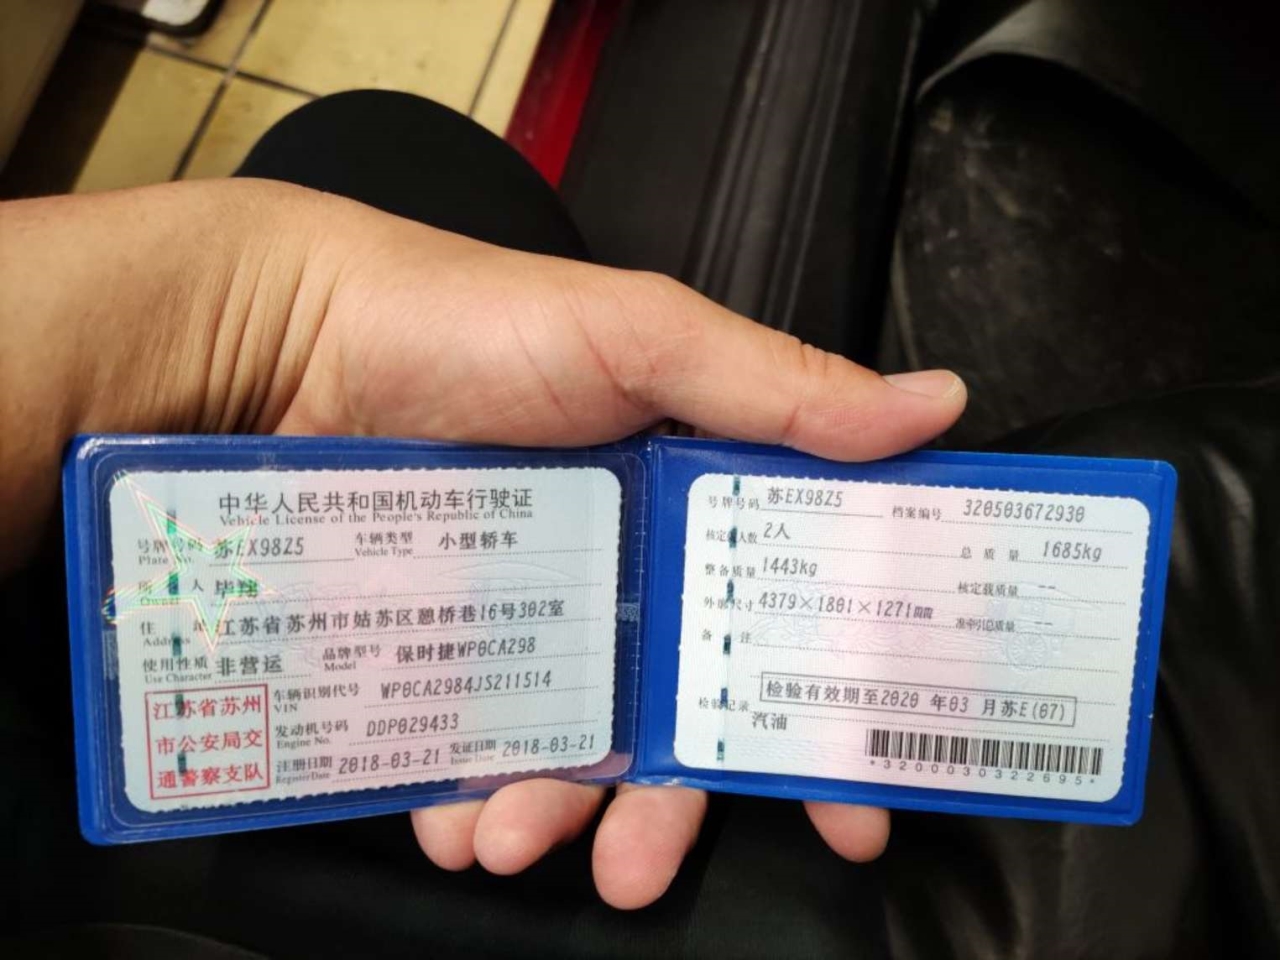 中华人民共和国机动车行驶证
Vehicle License of the People's Republic of China
号牌号码 苏EX98Z5 车辆类型 小型轿车
Plate No. Vehicle Type
所 人 毕翔
Owner
住 址 江苏省苏州市姑苏区憩桥巷16号302室
Address
使用性质 非营运 品牌型号 保时捷WP0CA298
Use Character Model
江苏省苏州
市公安局交
通警察支队
车辆识别代号 WP0CA2984JS211514
VIN
发动机号码 DDP029433
Engine No.
注册日期 2018-03-21 发证日期 2018-03-21
Register Date Issue Date
号牌号码 苏EX98Z5 档案编号 320503672930
核定载人数 2人 总质量 1685kg
整备质量 1443kg 核定载质量 --
外廓尺寸 4379×1801×1271mm 准牵引总质量 --
备 注
检验有效期至2020年03月苏E(07)
检验记录
汽油
*3200030322695*